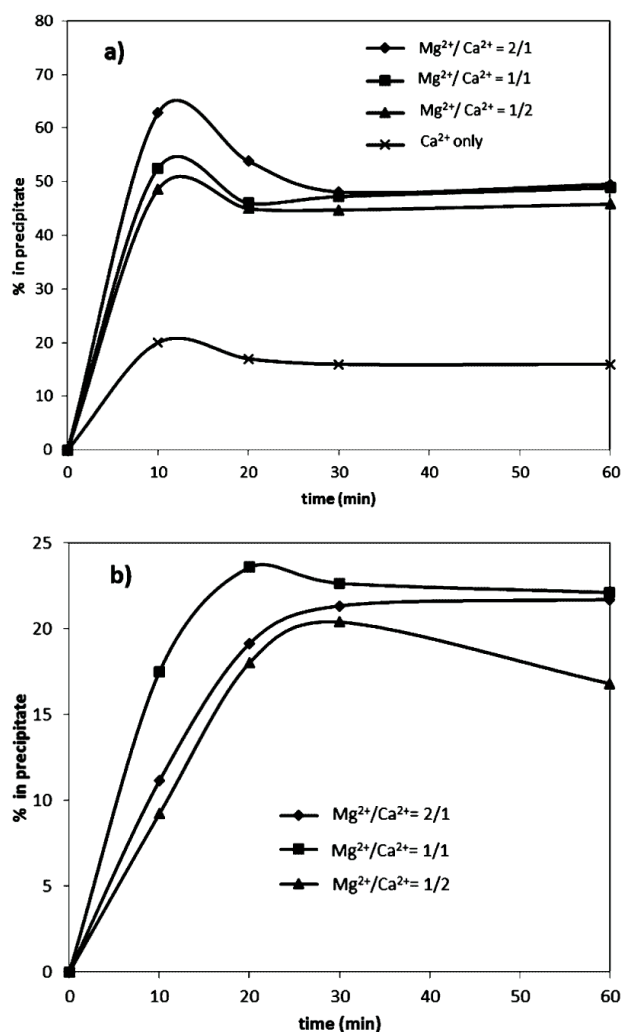 a)
Mg²⁺/ Ca²⁺ = 2/1
Mg²⁺/ Ca²⁺ = 1/1
Mg²⁺/ Ca²⁺ = 1/2
Ca²⁺ only
% in precipitate
80
70
60
50
40
30
20
10
0
0 10 20 30 40 50 60
time (min)
b)
Mg²⁺/Ca²⁺= 2/1
Mg²⁺/Ca²⁺= 1/1
Mg²⁺/Ca²⁺= 1/2
% in precipitate
25
20
15
10
5
0
0 10 20 30 40 50 60
time (min)